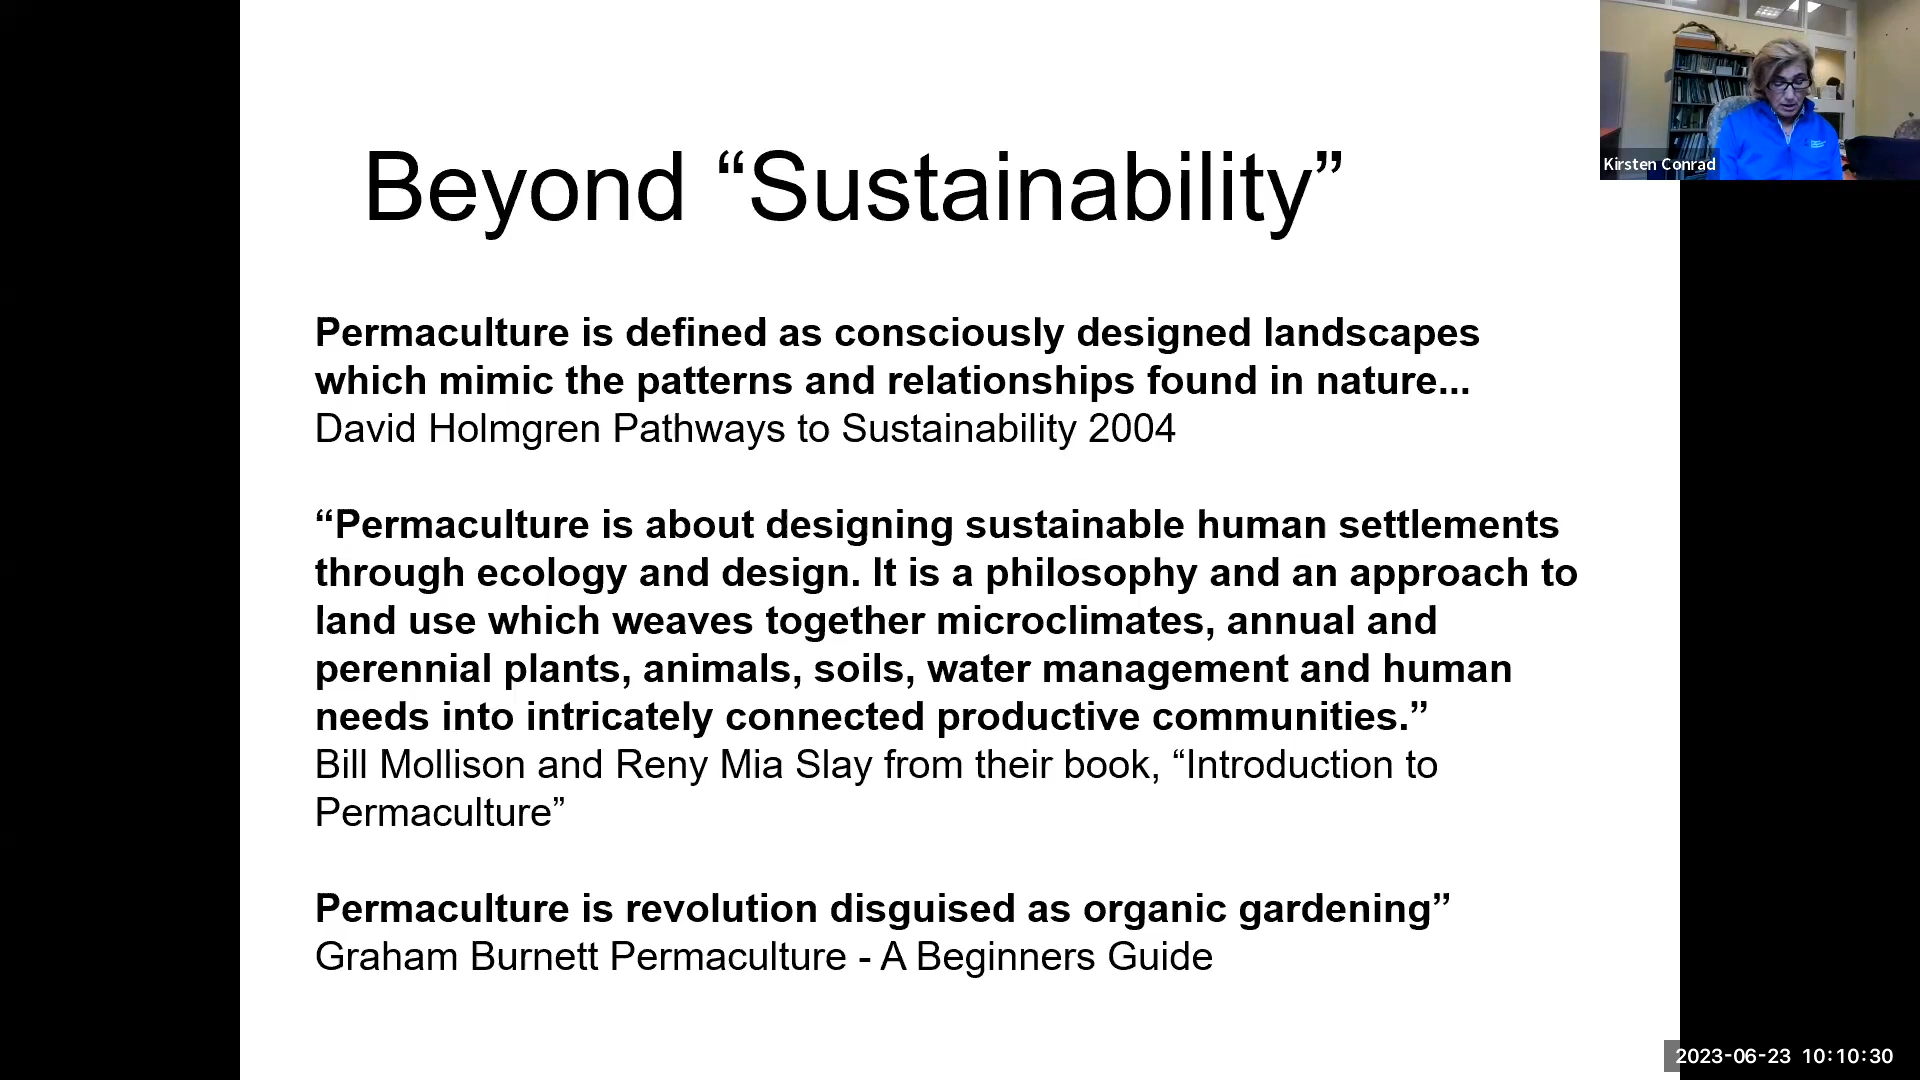 Beyond “Sustainability”
Kirsten Conrad
Permaculture is defined as consciously designed landscapes
which mimic the patterns and relationships found in nature...
David Holmgren Pathways to Sustainability 2004
“Permaculture is about designing sustainable human settlements
through ecology and design. It is a philosophy and an approach to
land use which weaves together microclimates, annual and
perennial plants, animals, soils, water management and human
needs into intricately connected productive communities.”
Bill Mollison and Reny Mia Slay from their book, “Introduction to
Permaculture”
Permaculture is revolution disguised as organic gardening”
Graham Burnett Permaculture - A Beginners Guide
2023-06-23 10:10:30